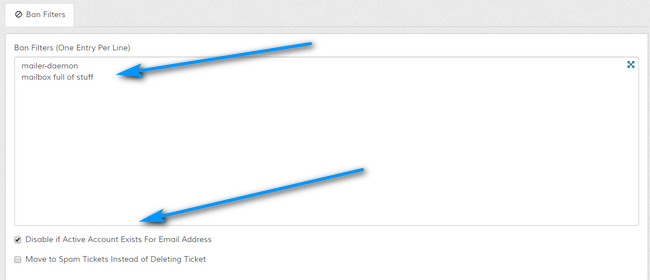 Ban Filters
Ban Filters (One Entry Per Line)
mailer-daemon
mailbox full of stuff
Disable if Active Account Exists For Email Address
Move to Spam Tickets Instead of Deleting Ticket